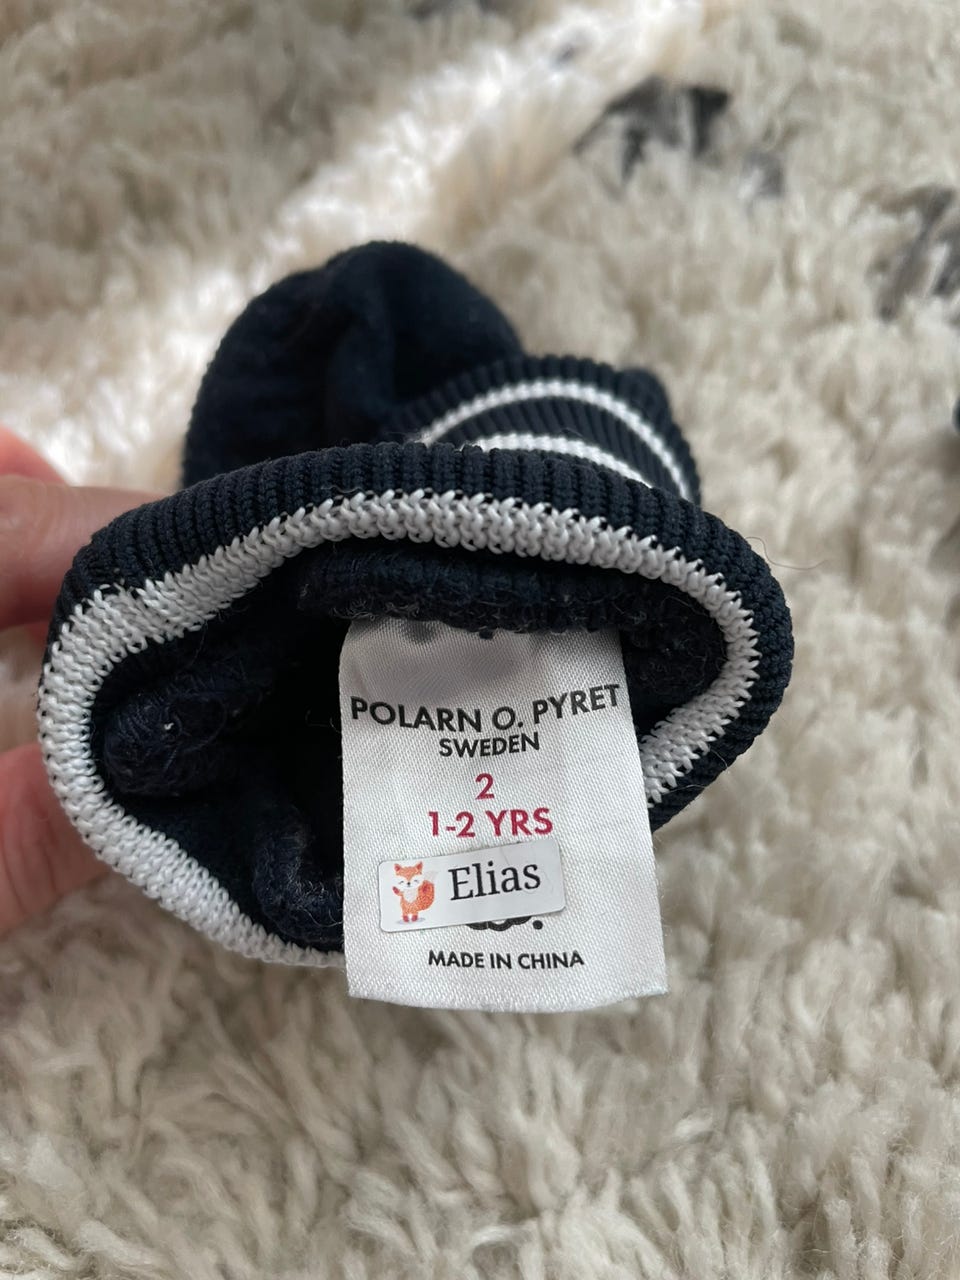 POLARN O. PYRET
SWEDEN
2
1-2 YRS
Elias
MADE IN CHINA